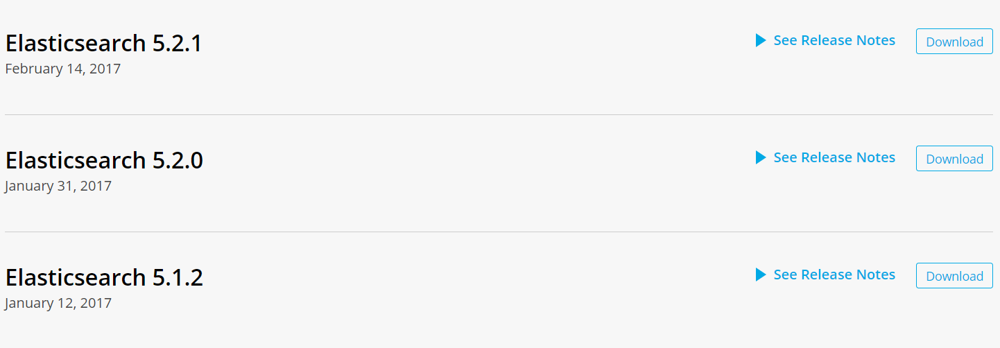 Elasticsearch 5.2.1
See Release Notes
Download
February 14, 2017
Elasticsearch 5.2.0
See Release Notes
Download
January 31, 2017
Elasticsearch 5.1.2
See Release Notes
Download
January 12, 2017